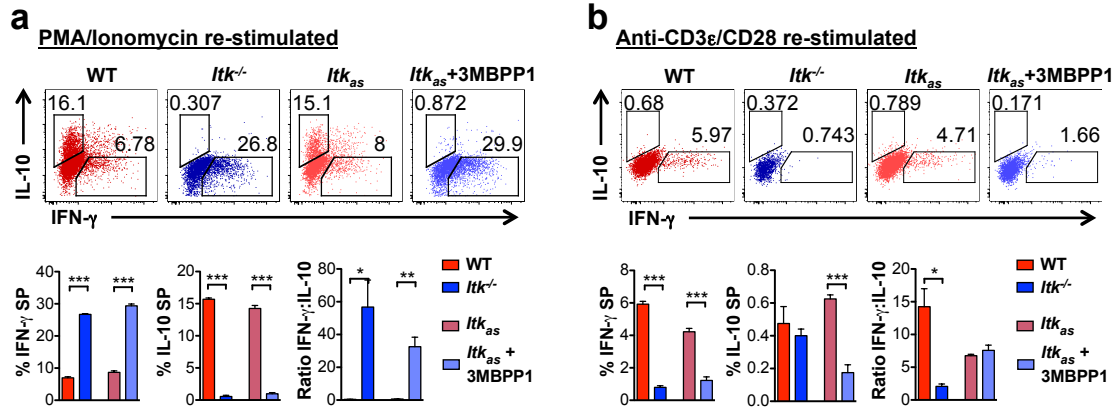 a
PMA/Ionomycin re-stimulated
WT
Itk-/-
Itkas
Itkas+3MBPP1
16.1
6.78
0.307
26.8
15.1
8
0.872
29.9
IL-10
IFN-γ
% IFN-γ SP
40
30
20
10
0
***
***
% IL-10 SP
20
15
10
5
0
***
***
Ratio IFN-γ:IL-10
80
60
40
20
0
*
**
WT
Itk-/-
Itkas
Itkas +
3MBPP1
b
Anti-CD3ε/CD28 re-stimulated
WT
Itk-/-
Itkas
Itkas+3MBPP1
0.68
5.97
0.372
0.743
0.789
4.71
0.171
1.66
IL-10
IFN-γ
% IFN-γ SP
8
6
4
2
0
***
***
% IL-10 SP
0.8
0.6
0.4
0.2
0.0
***
Ratio IFN-γ:IL-10
20
15
10
5
0
*
WT
Itk-/-
Itkas
Itkas +
3MBPP1